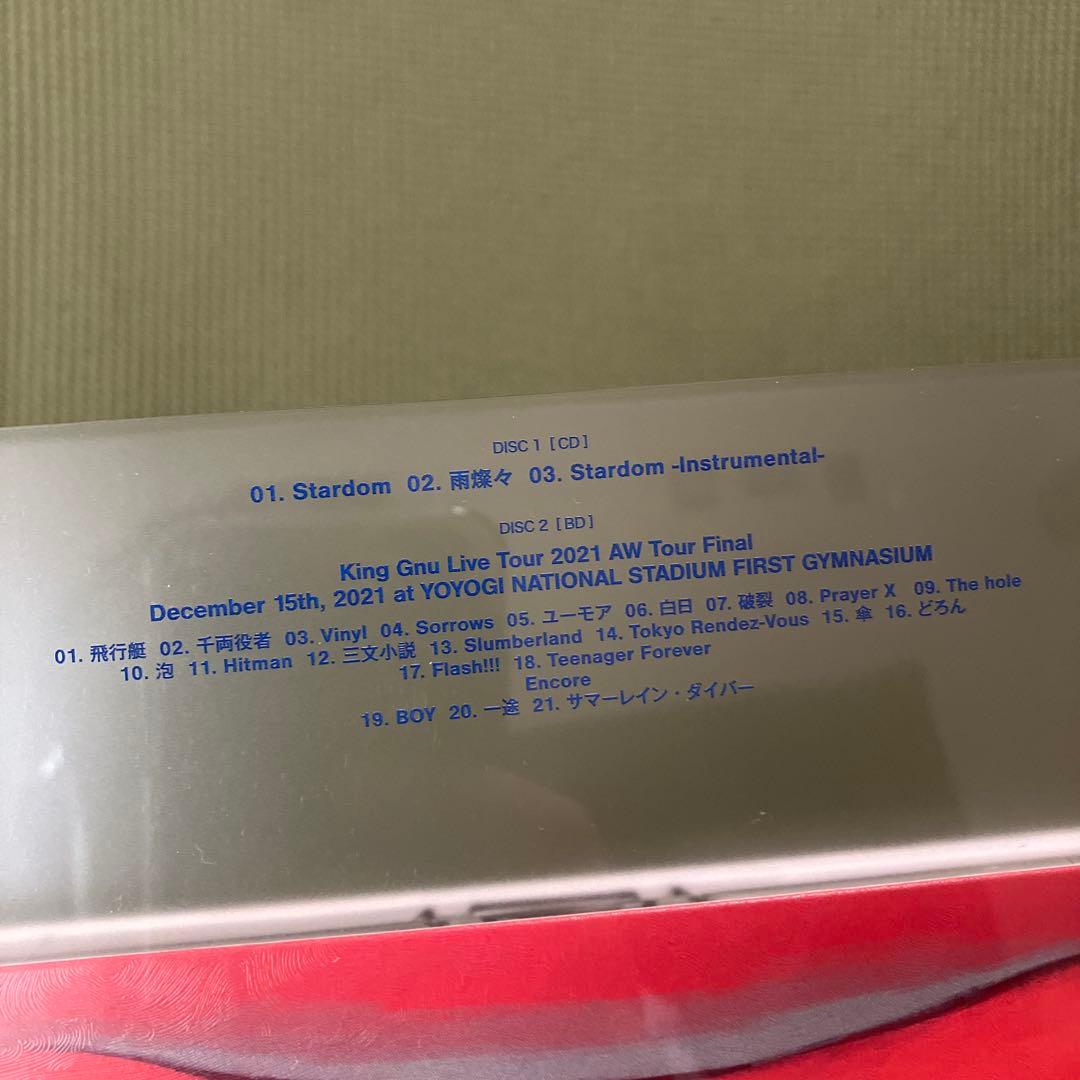 DISC 1 [CD]
01. Stardom 02. 雨燦々 03. Stardom -Instrumental-
DISC 2 [BD]
King Gnu Live Tour 2021 AW Tour Final
December 15th, 2021 at YOYOGI NATIONAL STADIUM FIRST GYMNASIUM
01. 飛行艇 02. 千両役者 03. Vinyl 04. Sorrows 05. ユーモア 06. 白日 07. 破裂 08. Prayer X 09. The hole
10. 泡 11. Hitman 12. 三文小説 13. Slumberland 14. Tokyo Rendez-Vous 15. 傘 16. どろん
17. Flash!!! 18. Teenager Forever
Encore
19. BOY 20. 一途 21. サマーレイン・ダイバー